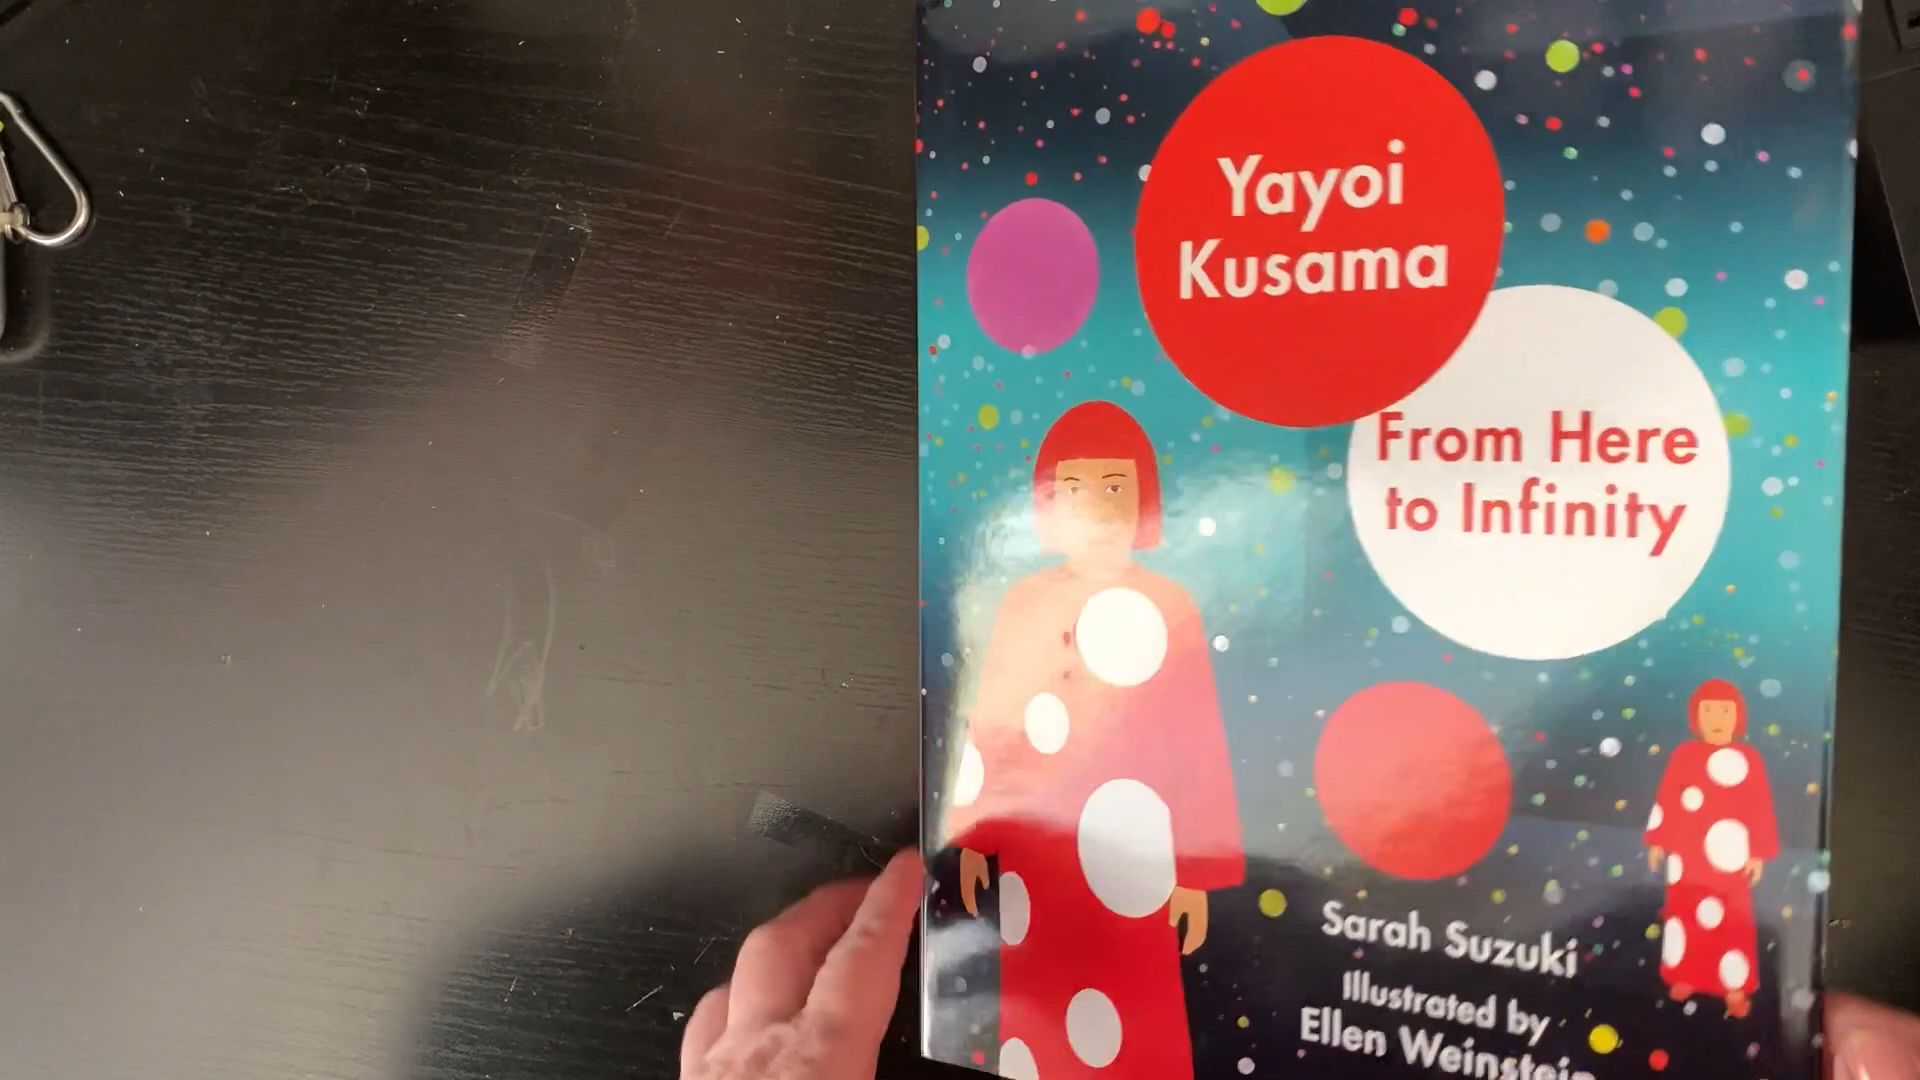 Yayoi
Kusama
From Here
to Infinity
Sarah Suzuki
Illustrated by
Ellen Weinstein